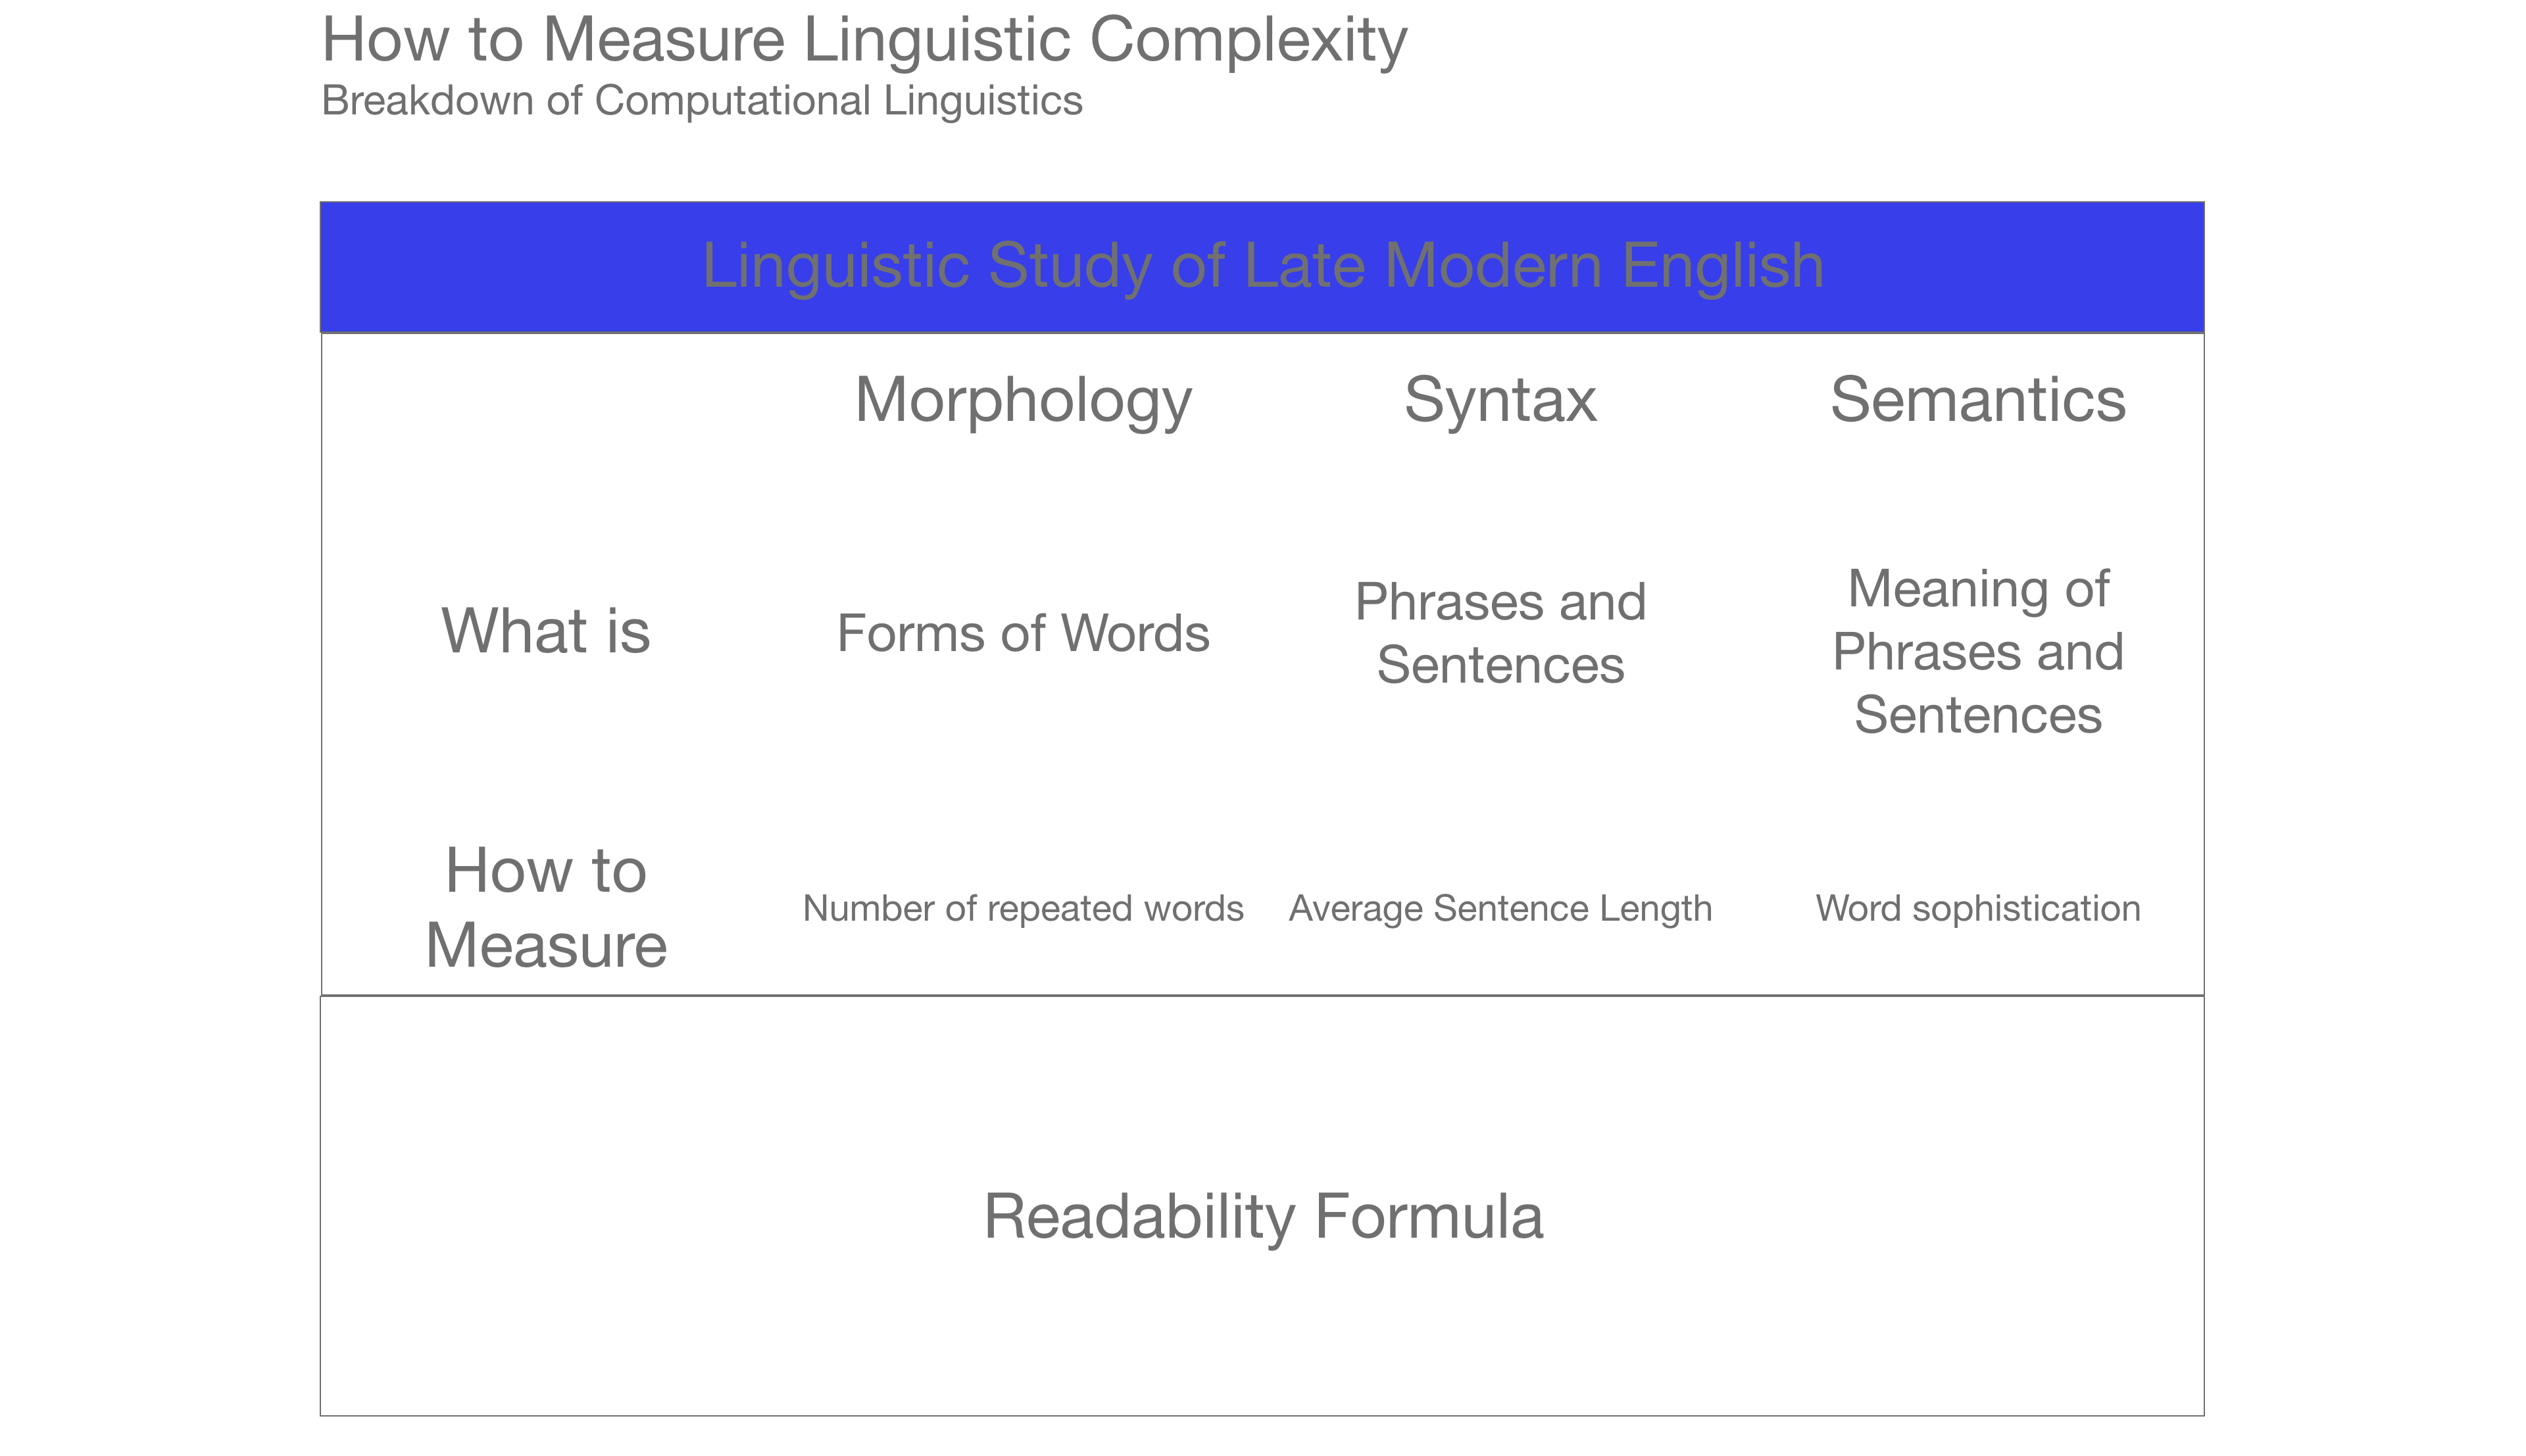 How to Measure Linguistic Complexity
Breakdown of Computational Linguistics
Linguistic Study of Late Modern English
Morphology
Syntax
Semantics
What is
Forms of Words
Phrases and
Sentences
Meaning of
Phrases and
Sentences
How to
Measure
Number of repeated words
Average Sentence Length
Word sophistication
Readability Formula